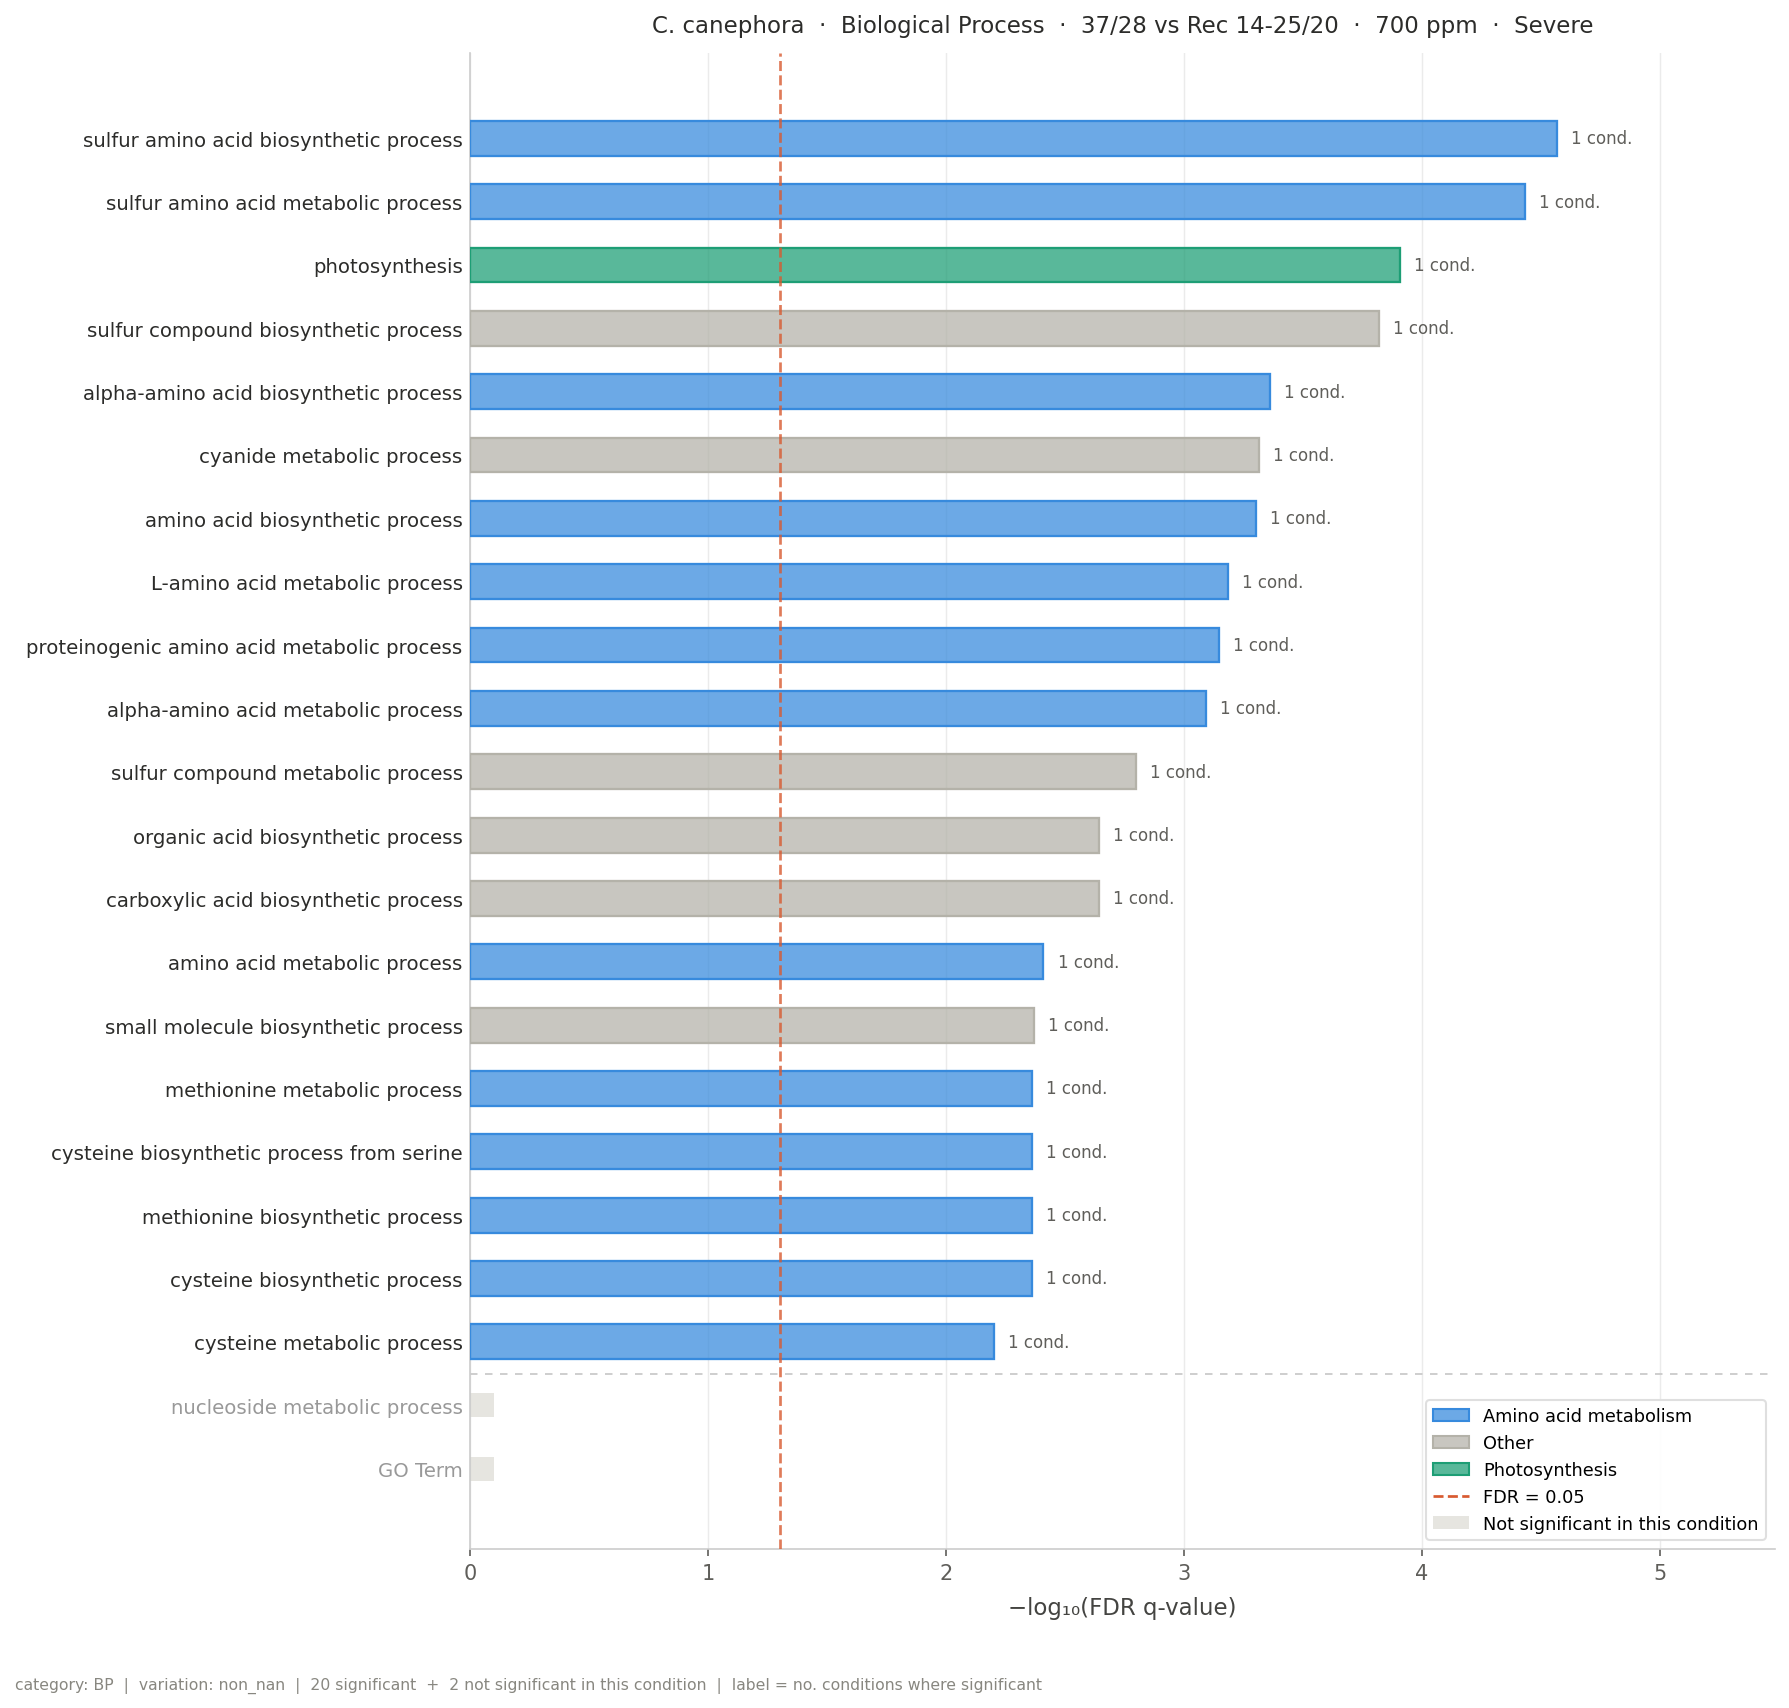 C. canephora · Biological Process · 37/28 vs Rec 14-25/20 · 700 ppm · Severe
sulfur amino acid biosynthetic process 1 cond.
sulfur amino acid metabolic process 1 cond.
photosynthesis 1 cond.
sulfur compound biosynthetic process 1 cond.
alpha-amino acid biosynthetic process 1 cond.
cyanide metabolic process 1 cond.
amino acid biosynthetic process 1 cond.
L-amino acid metabolic process 1 cond.
proteinogenic amino acid metabolic process 1 cond.
alpha-amino acid metabolic process 1 cond.
sulfur compound metabolic process 1 cond.
organic acid biosynthetic process 1 cond.
carboxylic acid biosynthetic process 1 cond.
amino acid metabolic process 1 cond.
small molecule biosynthetic process 1 cond.
methionine metabolic process 1 cond.
cysteine biosynthetic process from serine 1 cond.
methionine biosynthetic process 1 cond.
cysteine biosynthetic process 1 cond.
cysteine metabolic process 1 cond.
nucleoside metabolic process
GO Term
Amino acid metabolism
Other
Photosynthesis
FDR = 0.05
Not significant in this condition
0 1 2 3 4 5
−log₁₀(FDR q-value)
category: BP | variation: non_nan | 20 significant + 2 not significant in this condition | label = no. conditions where significant